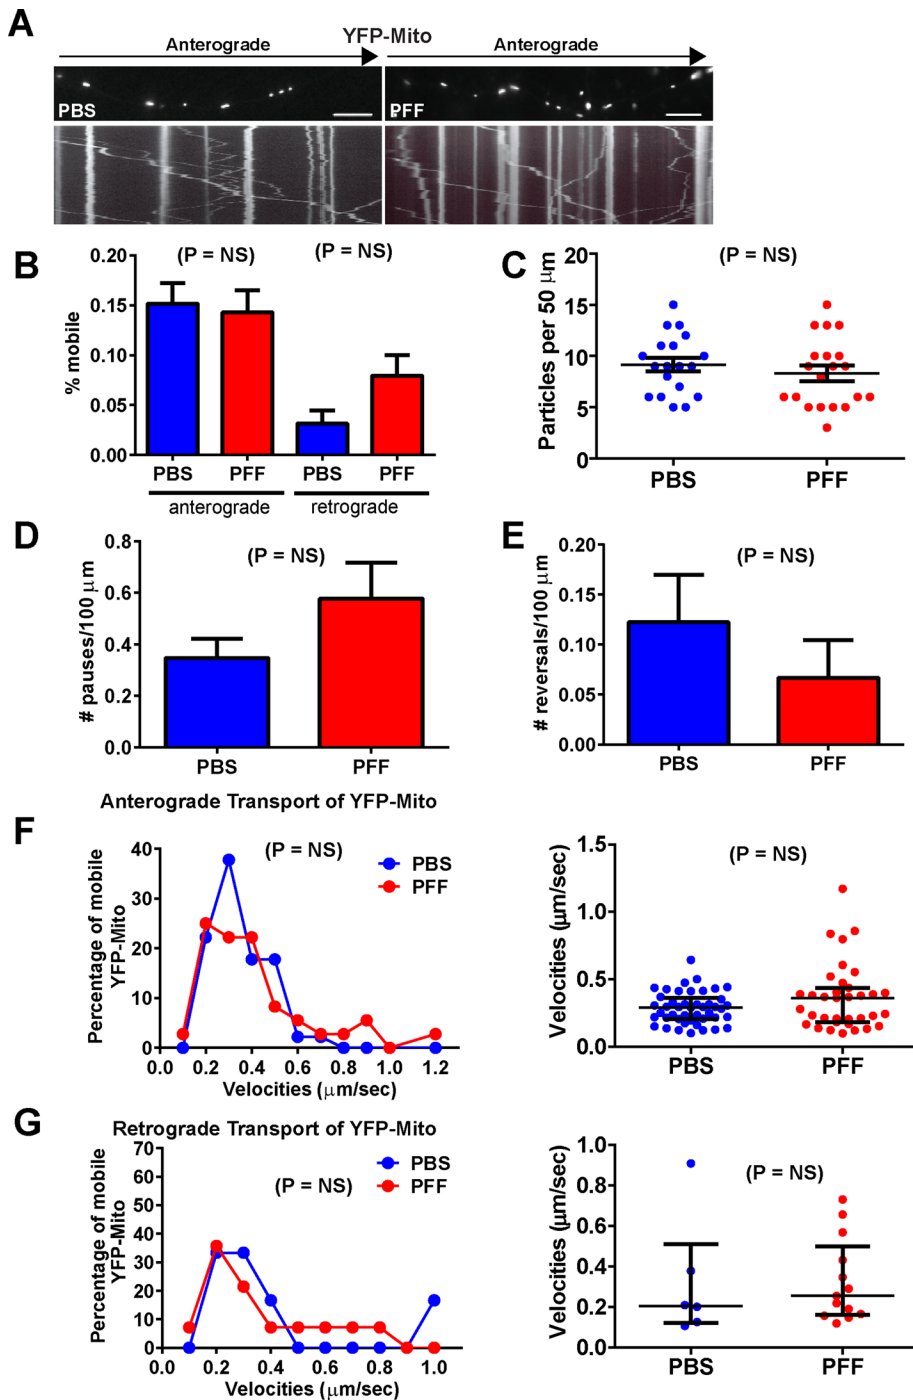 A
YFP-Mito
Anterograde
Anterograde
PBS
PFF
B
(P = NS)
(P = NS)
% mobile
0.20
0.15
0.10
0.05
0.00
PBS
PFF
PBS
PFF
anterograde
retrograde
C
(P = NS)
Particles per 50 μm
20
15
10
5
0
PBS
PFF
D
(P = NS)
# pauses/100 μm
0.8
0.6
0.4
0.2
0.0
PBS
PFF
E
(P = NS)
# reversals/100 μm
0.20
0.15
0.10
0.05
0.00
PBS
PFF
Anterograde Transport of YFP-Mito
F
(P = NS)
PBS
PFF
Percentage of mobile
YFP-Mito
40
30
20
10
0
0.0 0.2 0.4 0.6 0.8 1.0 1.2
Velocities (μm/sec)
(P = NS)
Velocities (μm/sec)
1.5
1.0
0.5
0.0
PBS
PFF
G
Retrograde Transport of YFP-Mito
(P = NS)
PBS
PFF
Percentage of mobile
YFP-Mito
70
60
50
40
30
20
10
0
0.0 0.2 0.4 0.6 0.8 1.0
Velocities (μm/sec)
(P = NS)
Velocities (μm/sec)
1.0
0.8
0.6
0.4
0.2
0.0
PBS
PFF